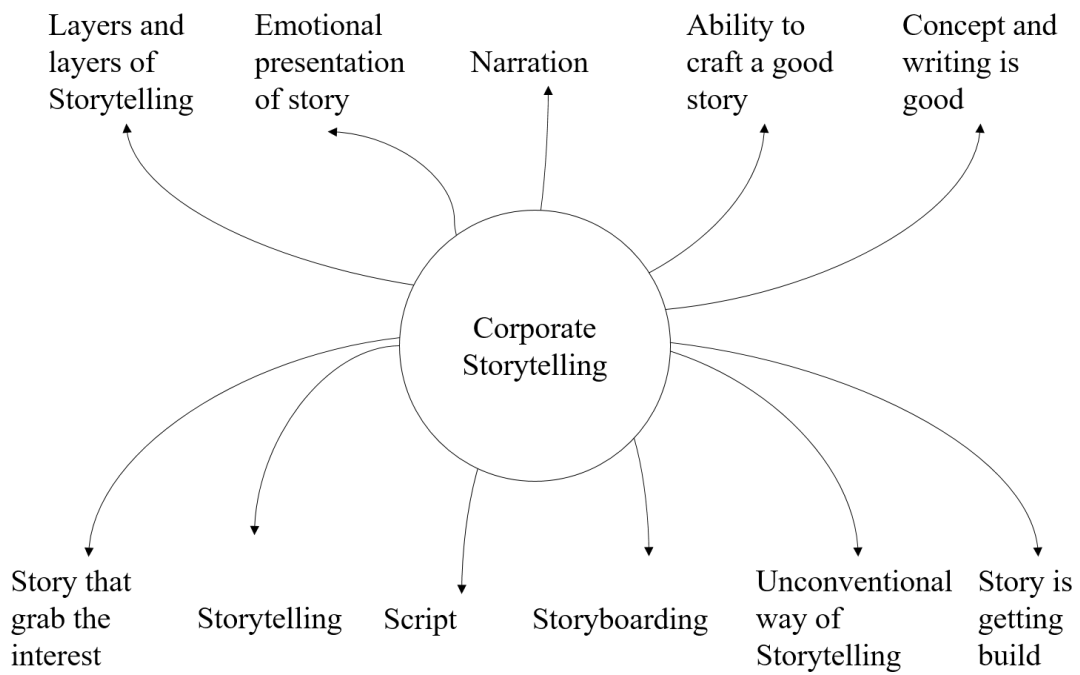 Layers and
layers of
Storytelling
Emotional
presentation
of story
Narration
Ability to
craft a good
story
Concept and
writing is
good
Corporate
Storytelling
Story that
grab the
interest
Storytelling
Script
Storyboarding
Unconventional
way of
Storytelling
Story is
getting
build